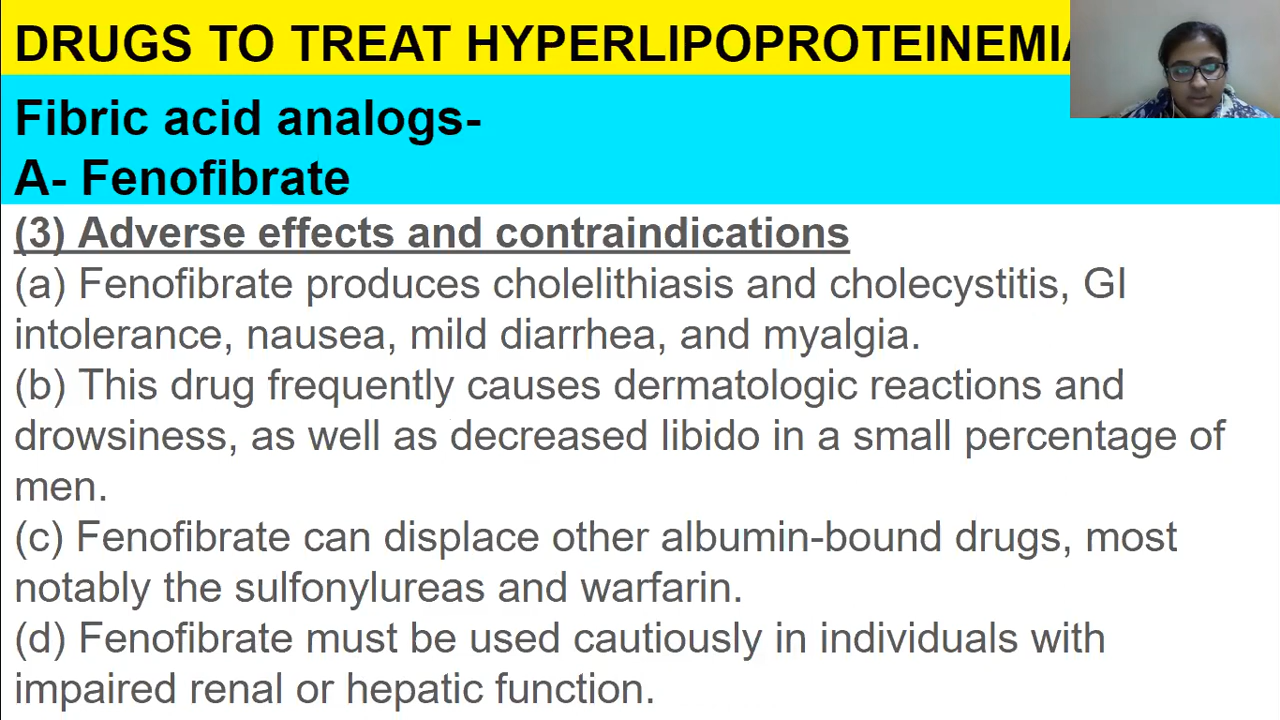 DRUGS TO TREAT HYPERLIPOPROTEINEMIA
Fibric acid analogs-
A- Fenofibrate
(3) Adverse effects and contraindications
(a) Fenofibrate produces cholelithiasis and cholecystitis, GI
intolerance, nausea, mild diarrhea, and myalgia.
(b) This drug frequently causes dermatologic reactions and
drowsiness, as well as decreased libido in a small percentage of
men.
(c) Fenofibrate can displace other albumin-bound drugs, most
notably the sulfonylureas and warfarin.
(d) Fenofibrate must be used cautiously in individuals with
impaired renal or hepatic function.